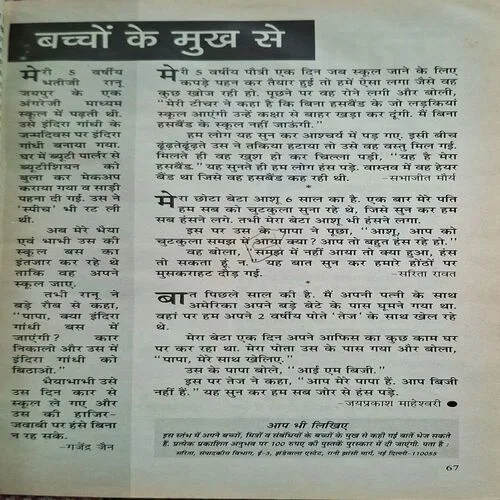 बच्चों के मुख से
मेरी 5 वर्षीय
भतीजी रानू
जयपुर के एक
अंगरेजी माध्यम
स्कूल में पढ़ती थी.
उसे इंदिरा गांधी के
जन्मदिवस पर इंदिरा
गांधी बनाया गया.
घर में ब्यूटी पार्लर से
ब्यूटीशियन को
बुला कर मेकअप
कराया गया व साड़ी
पहना दी गई. उस ने
'स्पीच' भी रट ली
थी.
अब मेरे भैया
एवं भाभी उस की
स्कूल बस का
इंतजार कर रहे थे
ताकि वह अपने
स्कूल जाए.
तभी रानू ने
बड़े रौब से कहा,
"पापा, क्या इंदिरा
गांधी बस में
जाएंगी? कार
निकालो और उस में
इंदिरा गांधी को
बिठाओ."
भैयाभाभी उसे
उस दिन कार से
स्कूल ले गए और
उस की हाजिर-
जवाबी पर हंसे बिना
न रह सके.
-गजेंद्र जैन
मेरी 5 वर्षीय पौत्री एक दिन जब स्कूल जाने के लिए
कपड़े पहन कर तैयार हुई तो हमें ऐसा लगा जैसे वह
कुछ खोज रही हो. पूछने पर वह रोने लगी और बोली,
"मेरी टीचर ने कहा है कि बिना हसबैंड के जो लड़कियां
स्कूल आएंगी उन्हें कक्षा से बाहर खड़ा कर दूंगी. मैं बिना
हसबैंड के स्कूल नहीं जाऊंगी."
हम लोग यह सुन कर आश्चर्य में पड़ गए. इसी बीच
ढूंढ़तेढूंढ़ते उस ने तकिया हटाया तो उसे वह वस्तु मिल गई.
मिलते ही वह खुश हो कर चिल्ला पड़ी, "यह है मेरा
हसबैंड." यह सुनते ही हम लोग हंस पड़े. वास्तव में वह हेयर
बैंड था जिसे वह हसबैंड कह रही थी. -सभाजीत मौर्य
*
मेरा छोटा बेटा आशू 6 साल का है. एक बार मेरे पति
हम सब को चुटकुला सुना रहे थे, जिसे सुन कर हम
सब हंसने लगे. तभी मेरा बेटा आशू भी हंसने लगा.
इस पर उस के पापा ने पूछा, "आशू, आप को
चुटकुला समझ में आया क्या? आप तो बहुत हंस रहे हो."
वह बोला, "समझ में नहीं आया तो क्या हुआ, हंस
तो सकता हूं न." यह बात सुन कर हमारे होंठों पर
मुसकराहट दौड़ गई. -सरिता रावत
*
बात पिछले साल की है. मैं अपनी पत्नी के साथ
अमेरिका अपने बड़े बेटे के पास घूमने गया था.
वहां पर हम अपने 2 वर्षीय पोते 'तेज' के साथ खेल रहे
थे.
मेरा बेटा एक दिन अपने आफिस का कुछ काम घर
पर कर रहा था. मेरा पोता उस के पास गया और बोला,
"पापा, मेरे साथ खेलिए."
उस के पापा बोले, "आई एम बिजी."
इस पर तेज ने कहा, "आप मेरे पापा हैं. आप बिजी
नहीं हैं." यह सुन कर हम सब जोर से हंस पड़े.
-जयप्रकाश माहेश्वरी ●
आप भी लिखिए
इस स्तंभ में अपने बच्चों, मित्रों व संबंधियों के बच्चों के मुख से कही गई बातें भेज सकते
हैं. प्रत्येक प्रकाशित अनुभव पर 100 रुपए की पुस्तकें पुरस्कार में दी जाएंगी. पता है :
सरिता, संपादकीय विभाग, ई-3, झंडेवाला एस्टेट, रानी झांसी मार्ग, नई दिल्ली-110055
67